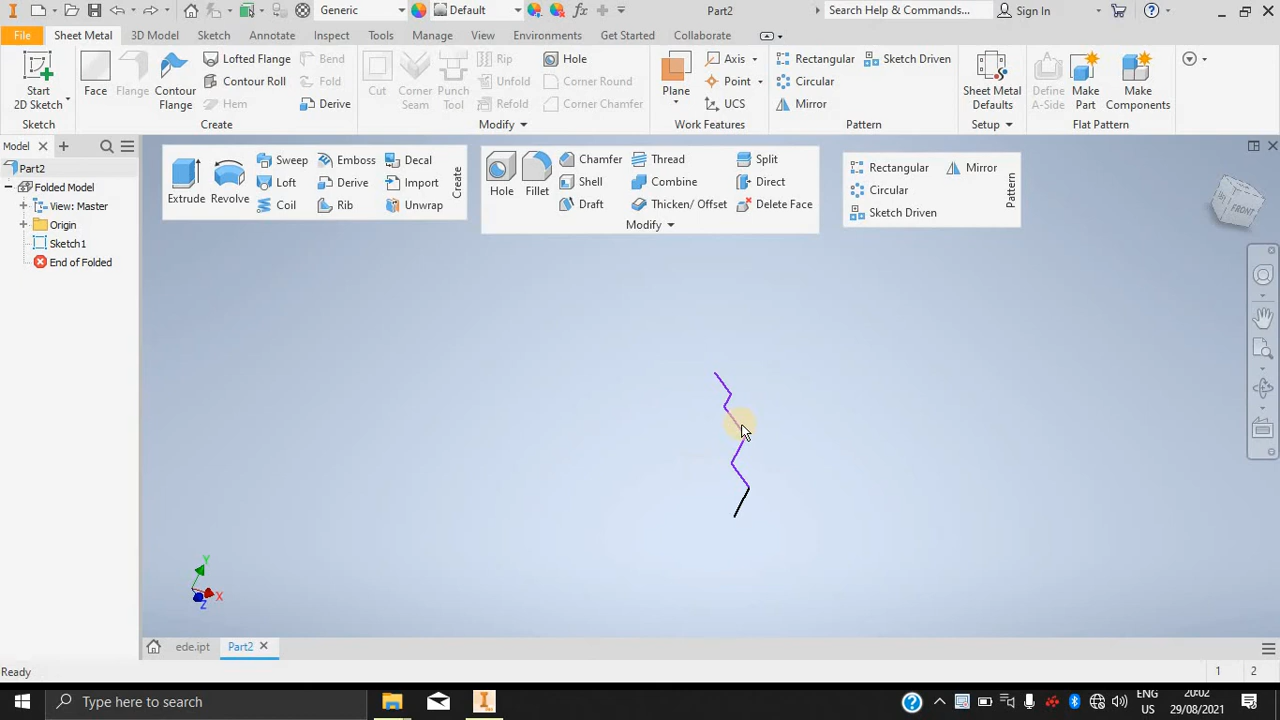 Generic
Default
Part2
Search Help & Commands...
Sign In
File
Sheet Metal
3D Model
Sketch
Annotate
Inspect
Tools
Manage
View
Environments
Get Started
Collaborate
Start
2D Sketch
Sketch
Face
Flange
Contour
Flange
Lofted Flange
Contour Roll
Hem
Bend
Fold
Derive
Create
Cut
Corner
Seam
Punch
Tool
Rip
Unfold
Refold
Hole
Corner Round
Corner Chamfer
Modify
Plane
Axis
Point
UCS
Work Features
Rectangular
Circular
Mirror
Sketch Driven
Pattern
Sheet Metal
Defaults
Setup
Define
A-Side
Make
Part
Make
Components
Flat Pattern
Model
Part2
Folded Model
View: Master
Origin
Sketch1
End of Folded
Extrude
Revolve
Sweep
Loft
Coil
Emboss
Derive
Rib
Decal
Import
Unwrap
Create
Hole
Fillet
Chamfer
Shell
Draft
Thread
Combine
Thicken/ Offset
Split
Direct
Delete Face
Modify
Rectangular
Circular
Sketch Driven
Mirror
Pattern
FRONT
Y
X
Z
ede.ipt
Part2
Ready
1
2
Type here to search
ENG
US
20:02
29/08/2021